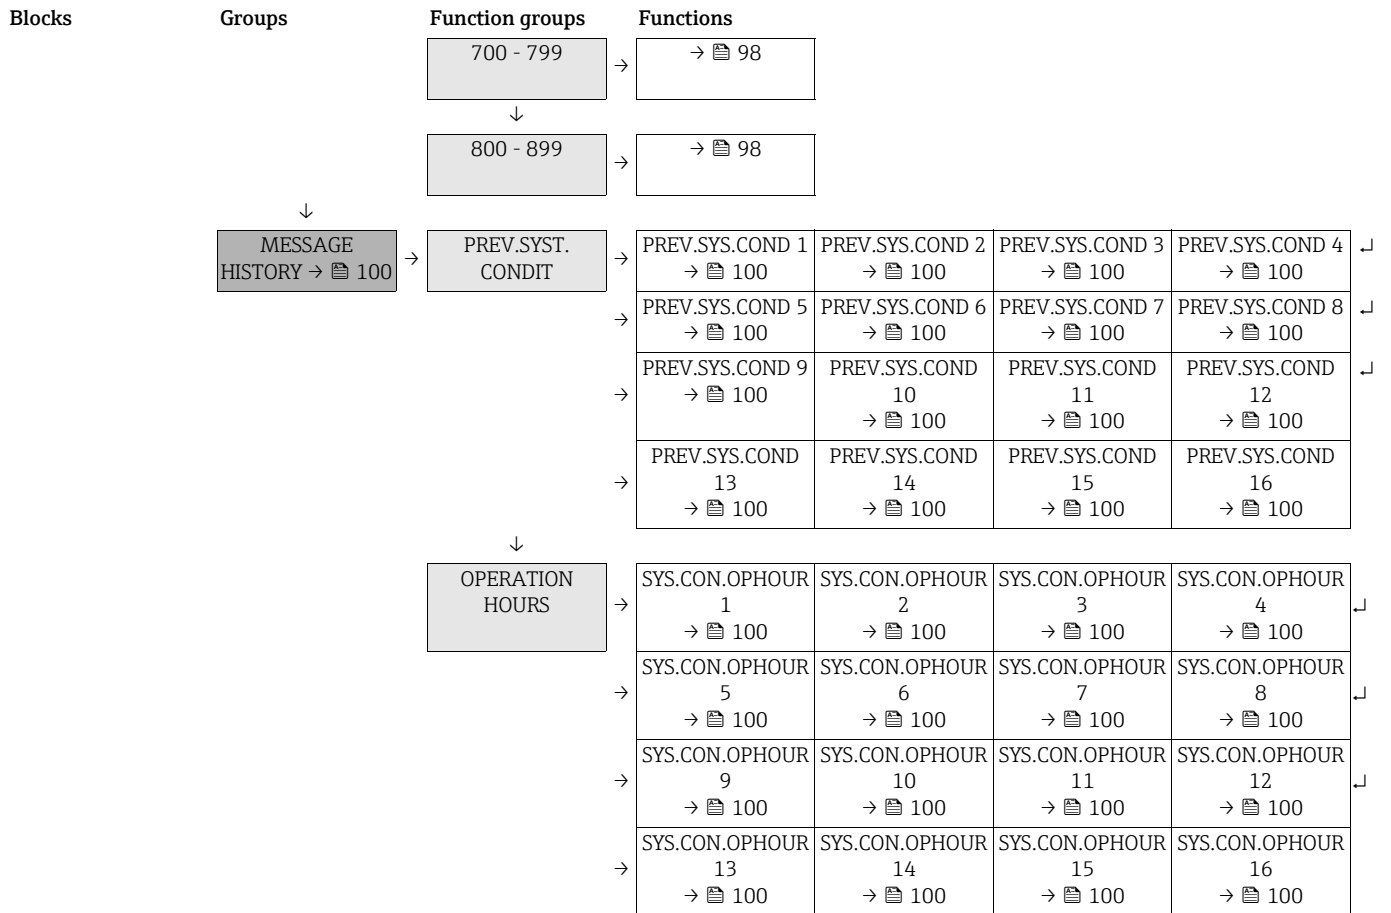 Blocks Groups Function groups Functions
700 - 799 → → 98
↓
800 - 899 → → 98
↓
MESSAGE PREV.SYST. PREV.SYS.COND 1 PREV.SYS.COND 2 PREV.SYS.COND 3 PREV.SYS.COND 4 ↵
HISTORY → 100 → CONDIT → → 100 → 100 → 100 → 100
PREV.SYS.COND 5 PREV.SYS.COND 6 PREV.SYS.COND 7 PREV.SYS.COND 8 ↵
→ → 100 → 100 → 100 → 100
PREV.SYS.COND 9 PREV.SYS.COND PREV.SYS.COND PREV.SYS.COND ↵
→ → 100 10 11 12
→ 100 → 100 → 100
PREV.SYS.COND PREV.SYS.COND PREV.SYS.COND PREV.SYS.COND
→ 13 14 15 16
→ 100 → 100 → 100 → 100
↓
OPERATION SYS.CON.OPHOUR SYS.CON.OPHOUR SYS.CON.OPHOUR SYS.CON.OPHOUR
HOURS → 1 2 3 4 ↵
→ 100 → 100 → 100 → 100
SYS.CON.OPHOUR SYS.CON.OPHOUR SYS.CON.OPHOUR SYS.CON.OPHOUR
→ 5 6 7 8 ↵
→ 100 → 100 → 100 → 100
SYS.CON.OPHOUR SYS.CON.OPHOUR SYS.CON.OPHOUR SYS.CON.OPHOUR
→ 9 10 11 12 ↵
→ 100 → 100 → 100 → 100
SYS.CON.OPHOUR SYS.CON.OPHOUR SYS.CON.OPHOUR SYS.CON.OPHOUR
→ 13 14 15 16
→ 100 → 100 → 100 → 100